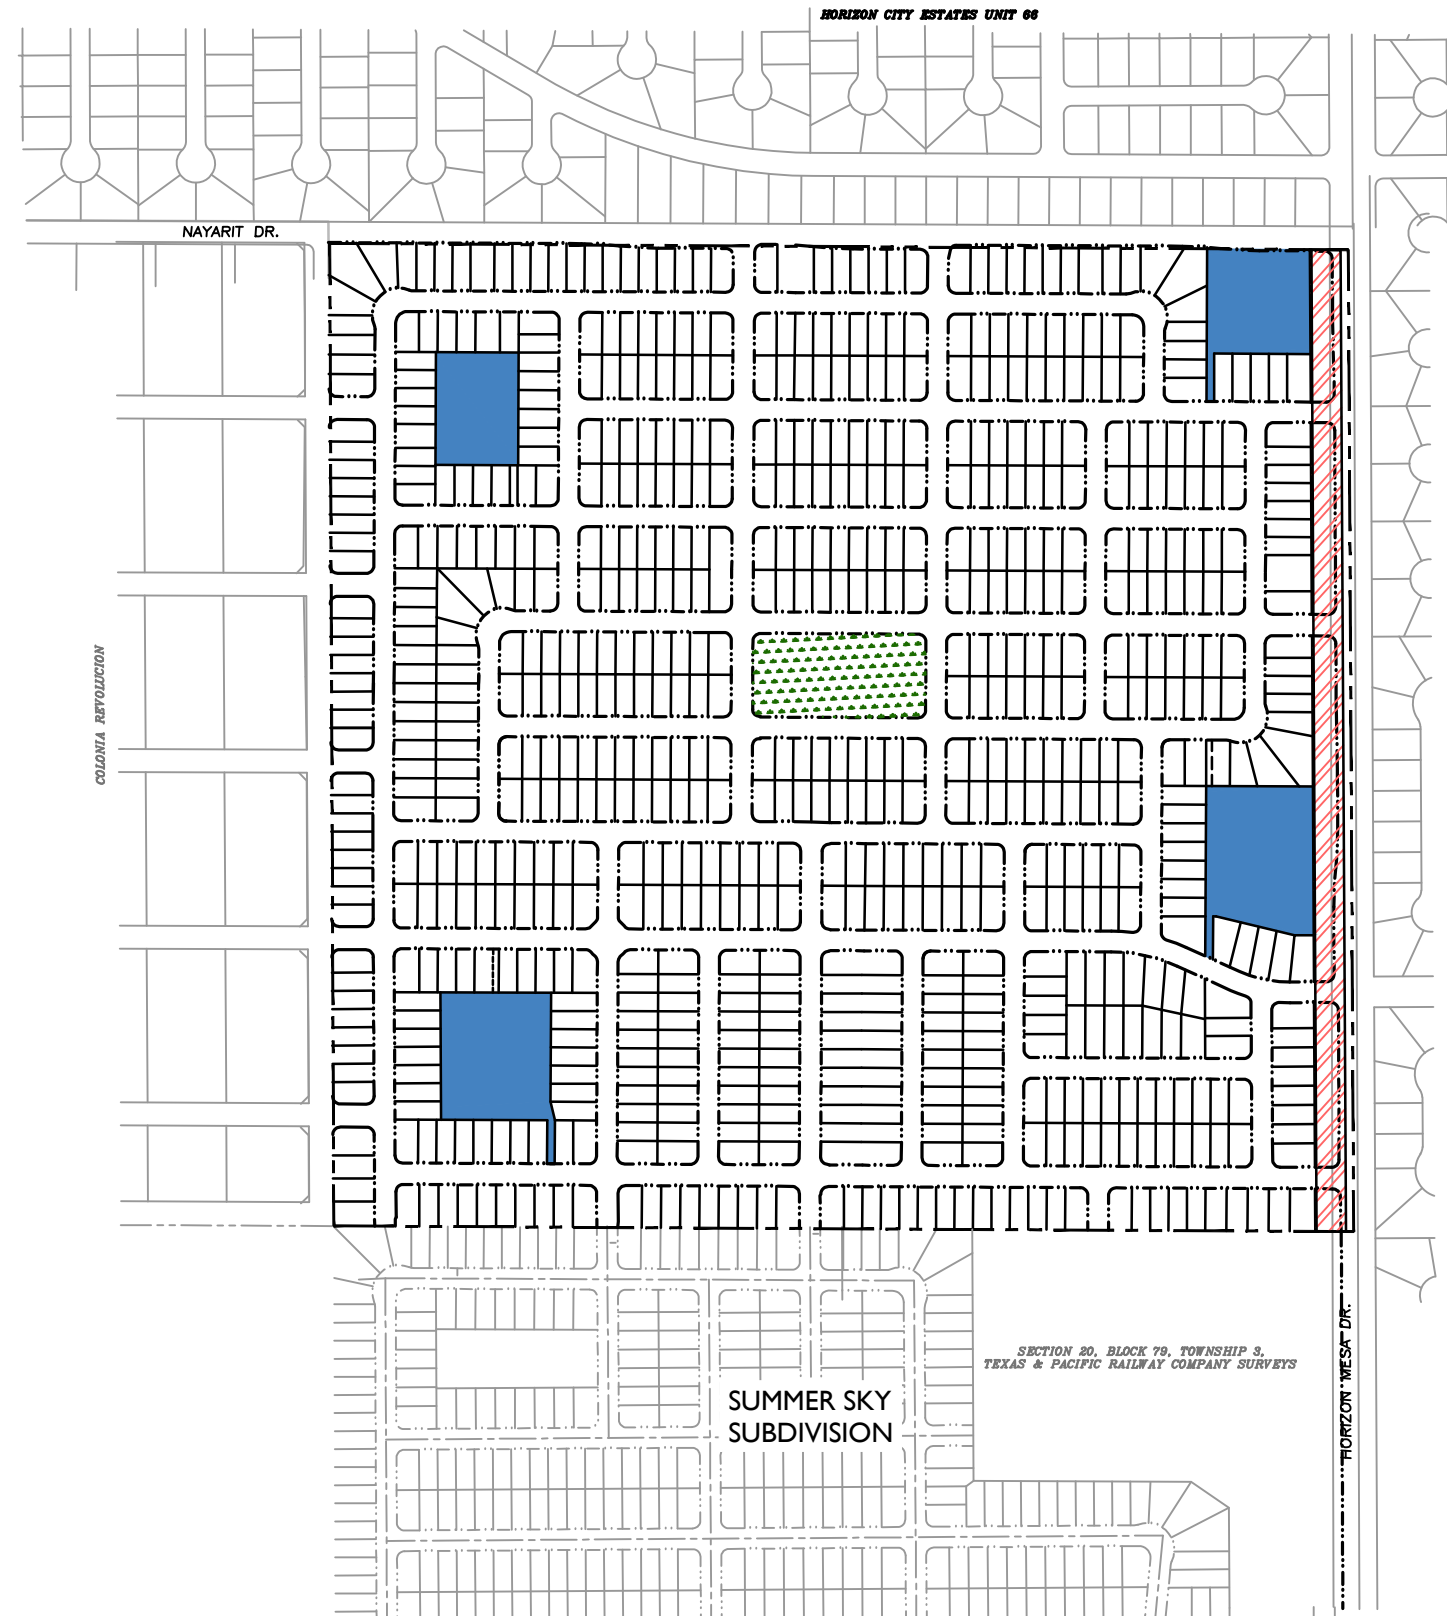 HORIZON CITY ESTATES UNIT 66
NAYARIT DR.
COLONIA REVOLUCION
HORIZON MESA DR.
SECTION 20, BLOCK 79, TOWNSHIP 3,
TEXAS & PACIFIC RAILWAY COMPANY SURVEYS
SUMMER SKY
SUBDIVISION